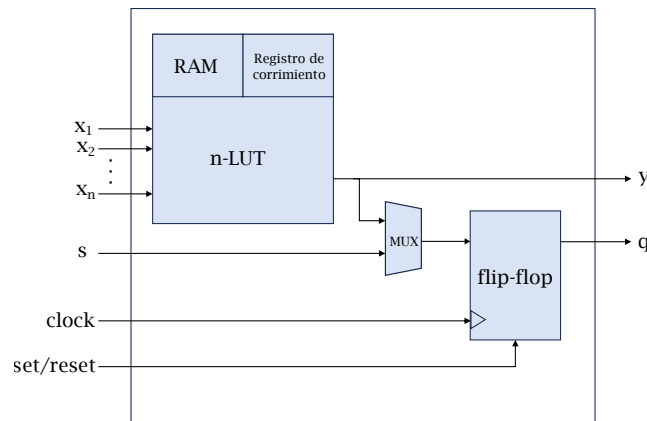 RAM
Registro de
corrimiento
x1
x2
n-LUT
xn
y
MUX
s
q
flip-flop
clock
set/reset